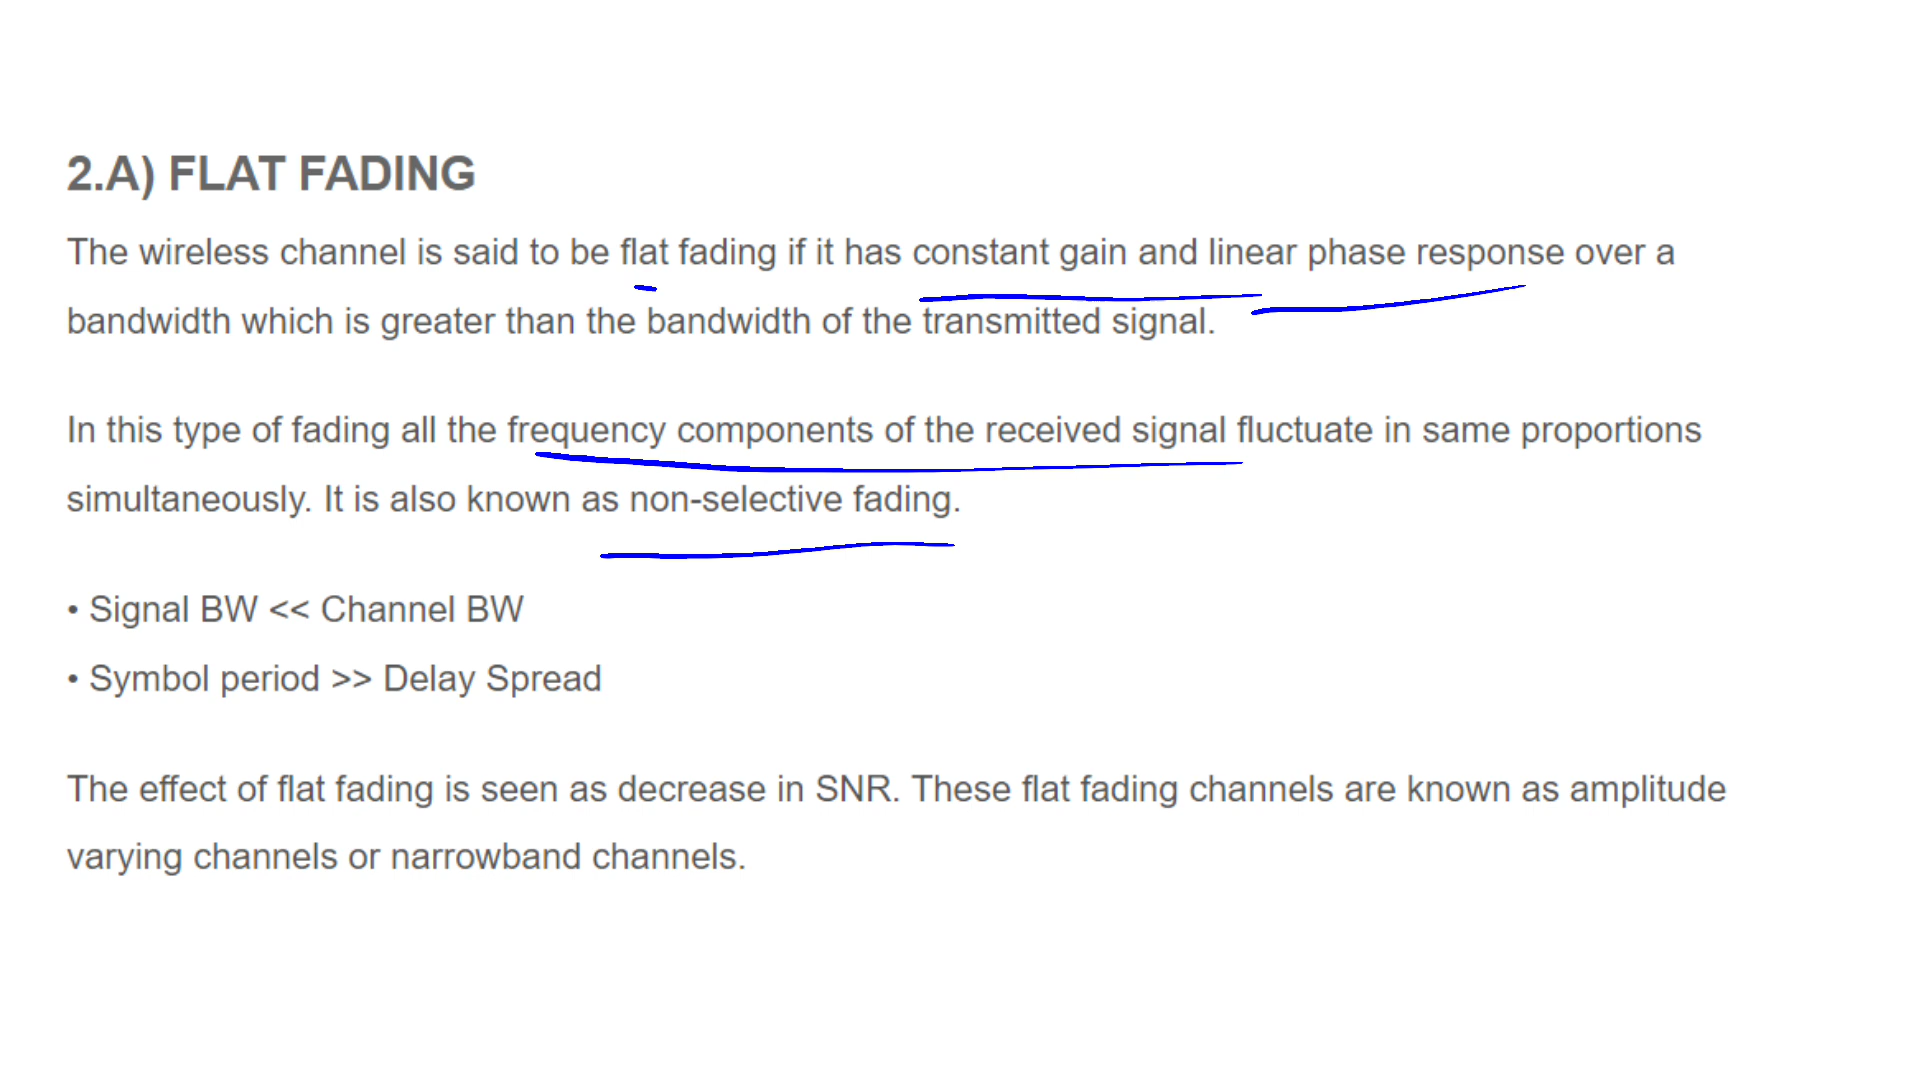 2.A) FLAT FADING
The wireless channel is said to be flat fading if it has constant gain and linear phase response over a
bandwidth which is greater than the bandwidth of the transmitted signal.
In this type of fading all the frequency components of the received signal fluctuate in same proportions
simultaneously. It is also known as non-selective fading.
• Signal BW << Channel BW
• Symbol period >> Delay Spread
The effect of flat fading is seen as decrease in SNR. These flat fading channels are known as amplitude
varying channels or narrowband channels.